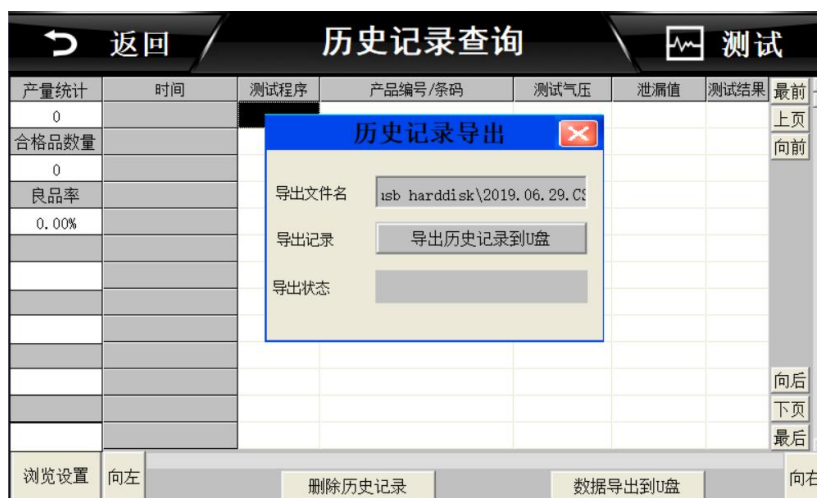 返回
历史记录查询
测试
产量统计
时间
测试程序
产品编号/条码
测试气压
泄漏值
测试结果
最前
0
上页
合格品数量
向前
0
良品率
0.00%
历史记录导出
导出文件名
usb harddisk\2019.06.29.CS
导出记录
导出历史记录到U盘
导出状态
向后
下页
最后
浏览设置
向左
删除历史记录
数据导出到U盘
向右